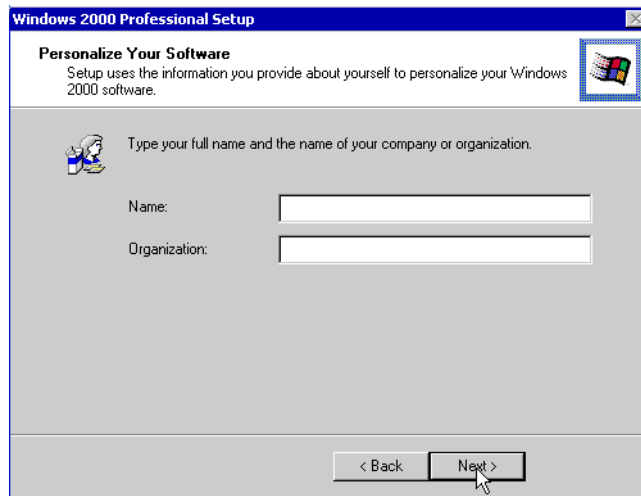 Windows 2000 Professional Setup
Personalize Your Software
Setup uses the information you provide about yourself to personalize your Windows
2000 software.
Type your full name and the name of your company or organization.
Name:
Organization:
< Back
Next >